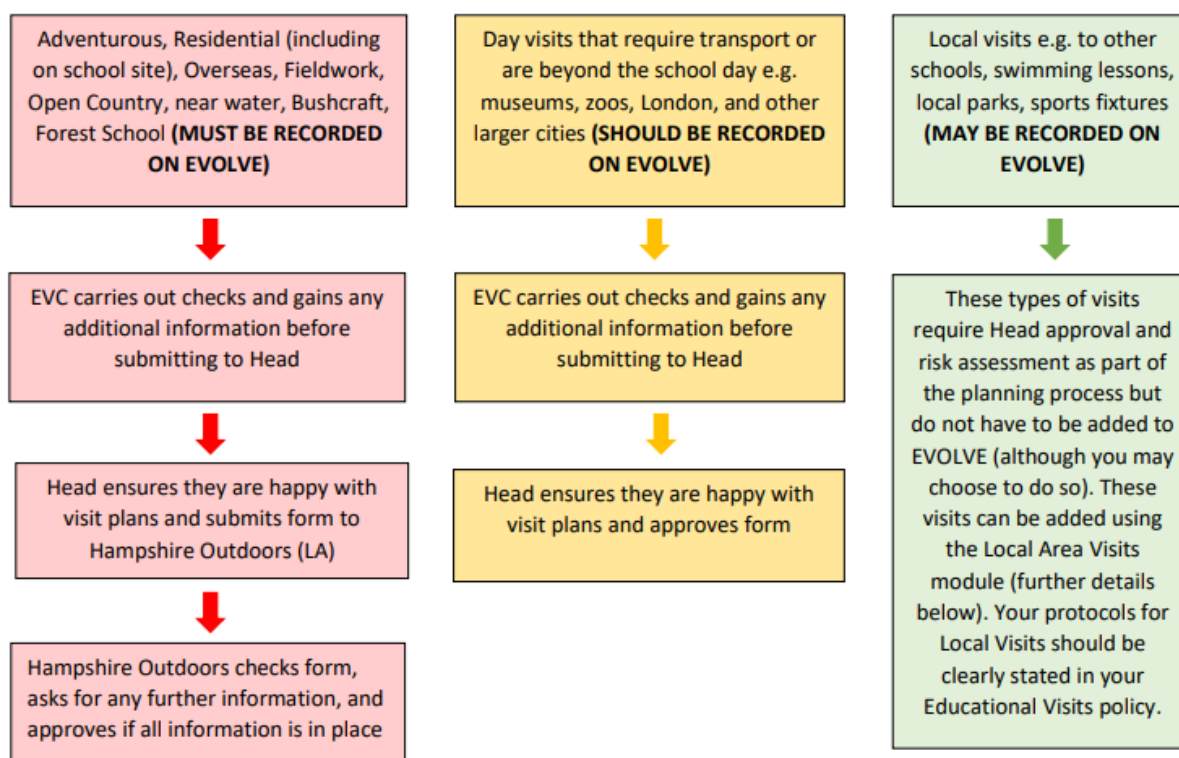 Adventurous, Residential (including
on school site), Overseas, Fieldwork,
Open Country, near water, Bushcraft,
Forest School (MUST BE RECORDED
ON EVOLVE)
EVC carries out checks and gains any
additional information before
submitting to Head
Head ensures they are happy with
visit plans and submits form to
Hampshire Outdoors (LA)
Hampshire Outdoors checks form,
asks for any further information, and
approves if all information is in place
Day visits that require transport or
are beyond the school day e.g.
museums, zoos, London, and other
larger cities (SHOULD BE RECORDED
ON EVOLVE)
EVC carries out checks and gains any
additional information before
submitting to Head
Head ensures they are happy with
visit plans and approves form
Local visits e.g. to other
schools, swimming lessons,
local parks, sports fixtures
(MAY BE RECORDED ON
EVOLVE)
These types of visits
require Head approval and
risk assessment as part of
the planning process but
do not have to be added to
EVOLVE (although you may
choose to do so). These
visits can be added using
the Local Area Visits
module (further details
below). Your protocols for
Local Visits should be
clearly stated in your
Educational Visits policy.